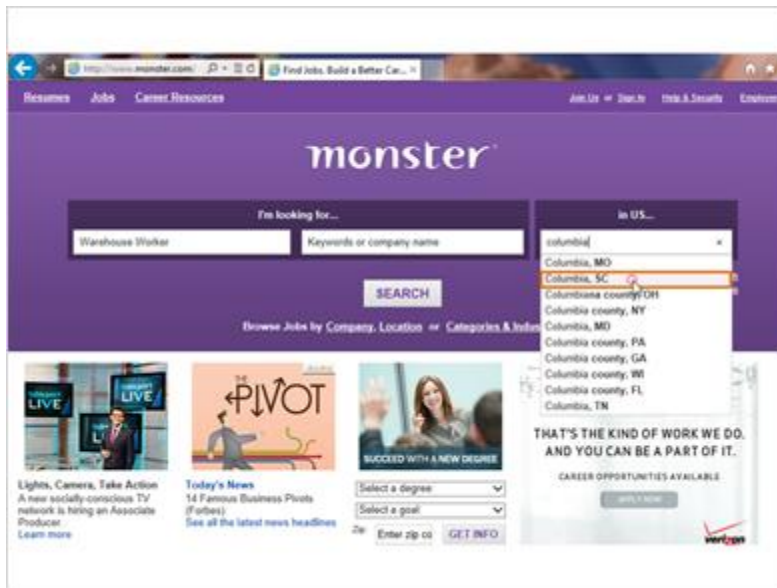 http://www.monster.com/
Find Jobs. Build a Better Car... ×
Resumes Jobs Career Resources
Join Us or Sign In Help & Security Employers
monster
I'm looking for...
in US...
Warehouse Worker
Keywords or company name
columbia ×
Columbia, MO
Columbia, SC
Columbiana county, OH
Columbia county, NY
Columbia, MD
Columbia county, PA
Columbia county, GA
Columbia county, WI
Columbia county, FL
Columbia, TN
SEARCH
Browse Jobs by Company, Location or Categories & Indus
LIVE
LIVE
THE PIVOT
SUCCEED WITH A NEW DEGREE
THAT'S THE KIND OF WORK WE DO.
AND YOU CAN BE A PART OF IT.
CAREER OPPORTUNITIES AVAILABLE
APPLY NOW
verizon
Lights, Camera, Take Action
A new socially-conscious TV
network is hiring an Associate
Producer.
Learn more
Today's News
14 Famous Business Pivots
(Forbes)
See all the latest news headlines
Select a degree
Select a goal
Zip Enter zip co GET INFO